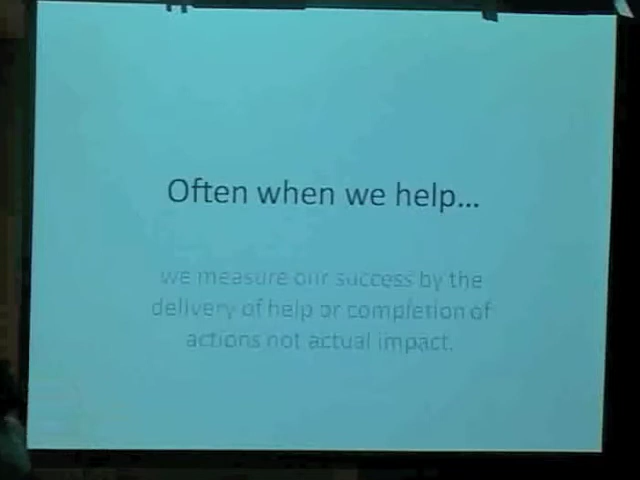 Often when we help...
we measure our success by the
delivery of help or completion of
actions not actual impact.